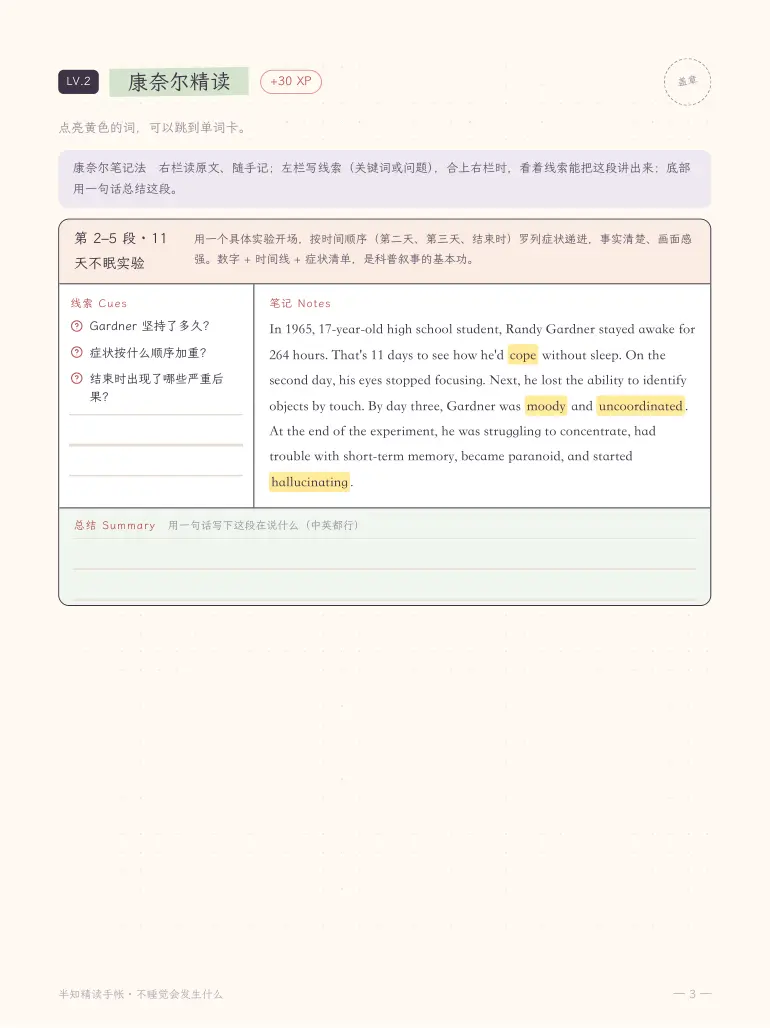 LV.2 康奈尔精读 +30 XP 盖章
点亮黄色的词，可以跳到单词卡。
康奈尔笔记法 右栏读原文、随手记；左栏写线索（关键词或问题），合上右栏时，看着线索能把这段讲出来；底部
用一句话总结这段。
第 2–5 段・11
天不眠实验
用一个具体实验开场，按时间顺序（第二天、第三天、结束时）罗列症状递进，事实清楚、画面感
强。数字 + 时间线 + 症状清单，是科普叙事的基本功。
线索 Cues
Gardner 坚持了多久？
症状按什么顺序加重？
结束时出现了哪些严重后
果？
笔记 Notes
In 1965, 17-year-old high school student, Randy Gardner stayed awake for
264 hours. That's 11 days to see how he'd cope without sleep. On the
second day, his eyes stopped focusing. Next, he lost the ability to identify
objects by touch. By day three, Gardner was moody and uncoordinated.
At the end of the experiment, he was struggling to concentrate, had
trouble with short-term memory, became paranoid, and started
hallucinating.
总结 Summary 用一句话写下这段在说什么（中英都行）
半知精读手帐・不睡觉会发生什么
— 3 —